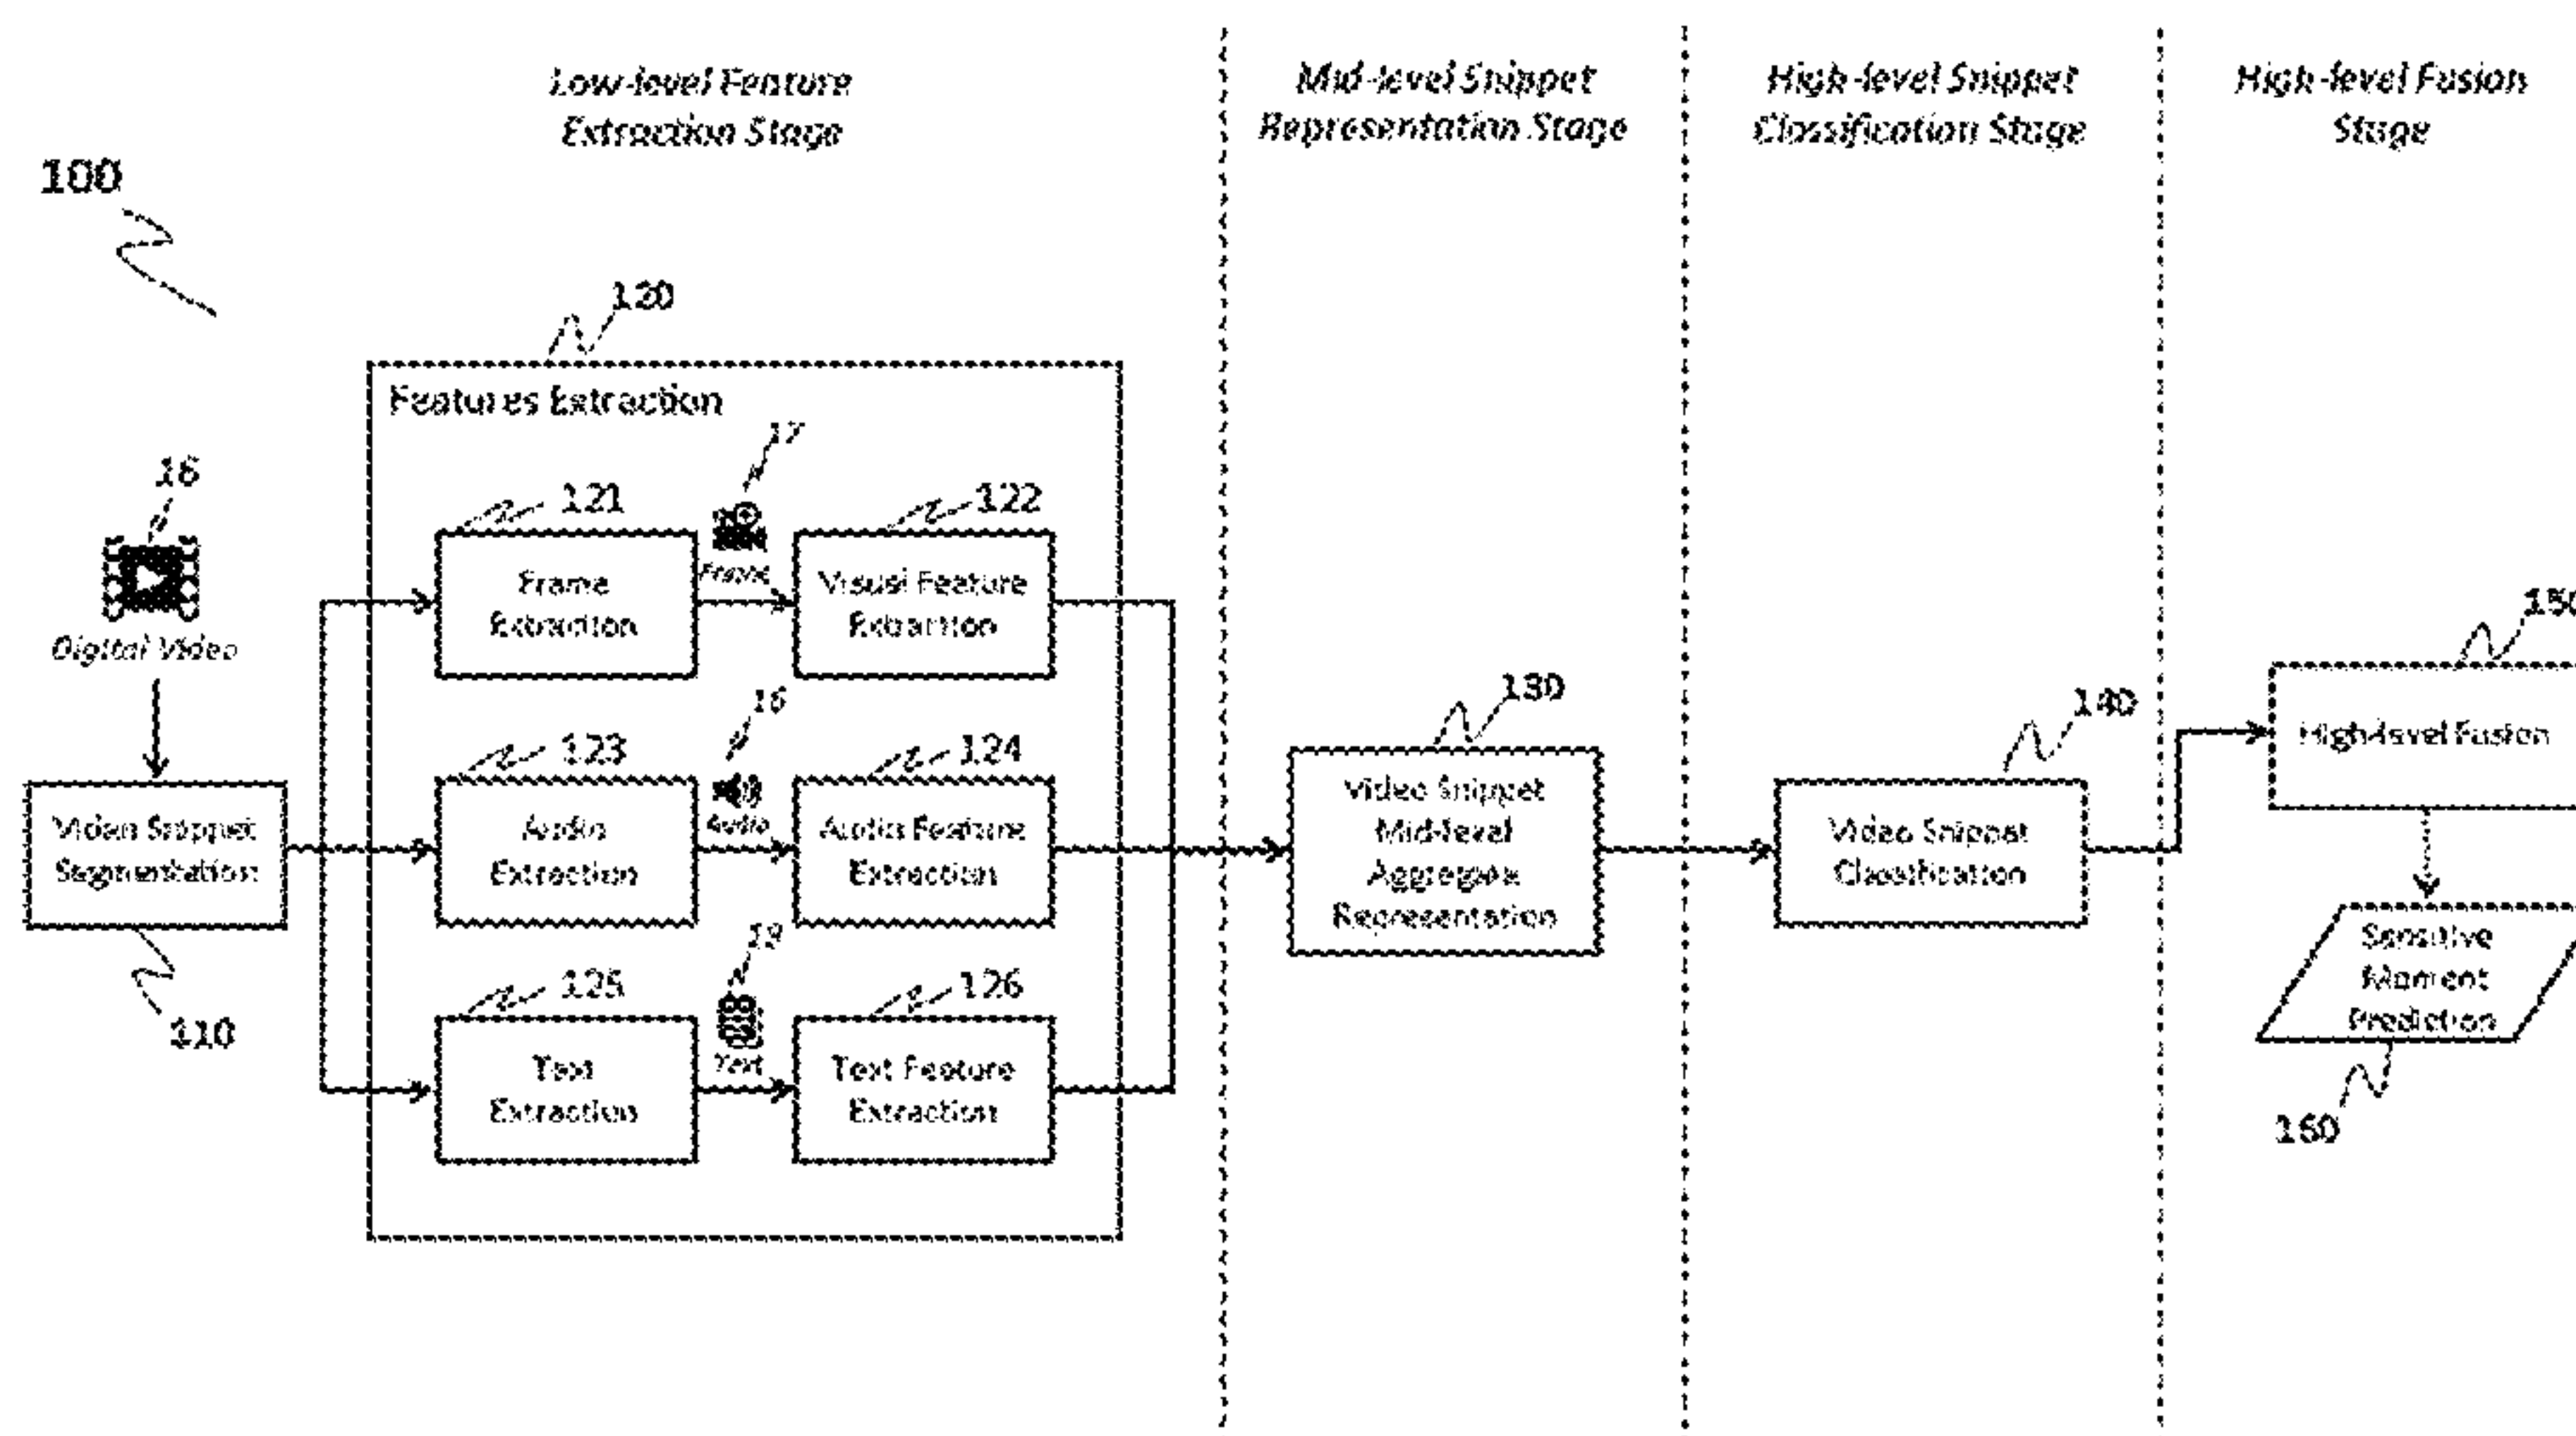 Low-level Feature
Extraction Stage
Mid-level Snippet
Representation Stage
High-level Snippet
Classification Stage
High-level Fusion
Stage
100
120
Features Extraction
16
Digital Video
Video Snippet
Segmentation
110
121
Frame
Extraction
17
Frame
122
Visual Feature
Extraction
123
Audio
Extraction
16
Audio
124
Audio Feature
Extraction
125
Text
Extraction
19
Text
126
Text Feature
Extraction
130
Video Snippet
Mid-level
Aggregate
Representation
140
Video Snippet
Classification
150
High-level Fusion
Sensitive
Moment
Prediction
160